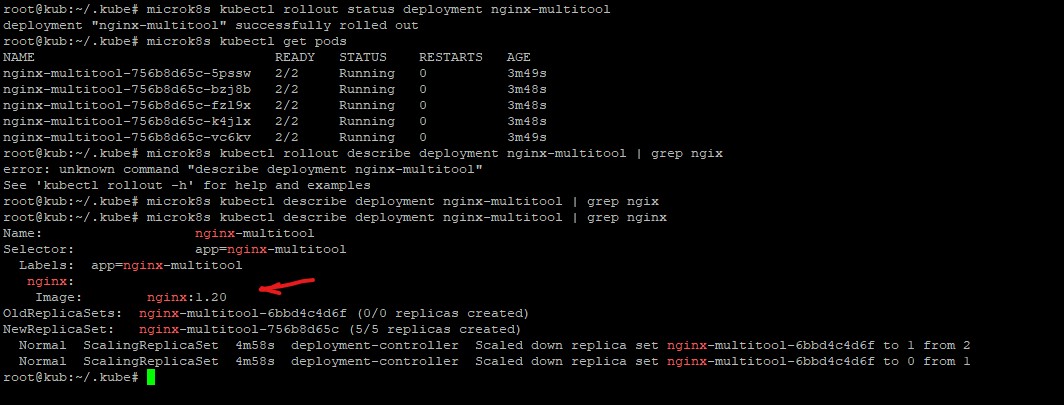 root@kub:~/.kube# microk8s kubectl rollout status deployment nginx-multitool
deployment "nginx-multitool" successfully rolled out
root@kub:~/.kube# microk8s kubectl get pods
NAME                               READY   STATUS    RESTARTS   AGE
nginx-multitool-756b8d65c-5pssw   2/2     Running   0          3m49s
nginx-multitool-756b8d65c-bzj8b   2/2     Running   0          3m48s
nginx-multitool-756b8d65c-fzl9x   2/2     Running   0          3m48s
nginx-multitool-756b8d65c-k4jlx   2/2     Running   0          3m48s
nginx-multitool-756b8d65c-vc6kv   2/2     Running   0          3m49s
root@kub:~/.kube# microk8s kubectl rollout describe deployment nginx-multitool | grep ngix
error: unknown command "describe deployment nginx-multitool"
See 'kubectl rollout -h' for help and examples
root@kub:~/.kube# microk8s kubectl describe deployment nginx-multitool | grep ngix
root@kub:~/.kube# microk8s kubectl describe deployment nginx-multitool | grep nginx
Name:                   nginx-multitool
Selector:               app=nginx-multitool
  Labels:  app=nginx-multitool
   nginx:
    Image:        nginx:1.20
OldReplicaSets:  nginx-multitool-6bbd4c4d6f (0/0 replicas created)
NewReplicaSet:   nginx-multitool-756b8d65c (5/5 replicas created)
  Normal  ScalingReplicaSet  4m58s  deployment-controller  Scaled down replica set nginx-multitool-6bbd4c4d6f to 1 from 2
  Normal  ScalingReplicaSet  4m58s  deployment-controller  Scaled down replica set nginx-multitool-6bbd4c4d6f to 0 from 1
root@kub:~/.kube#